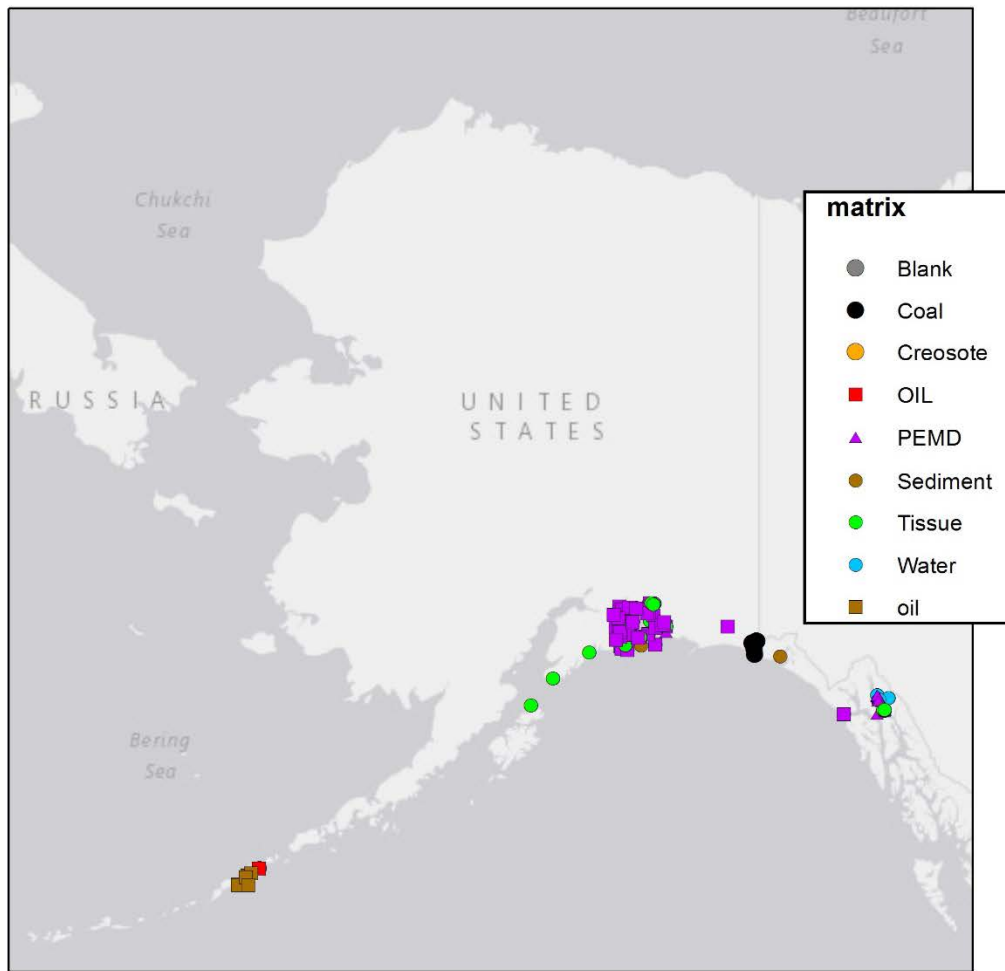 Beaufort
Sea
Chukchi
Sea
RUSSIA
UNITED
STATES
Bering
Sea
matrix
Blank
Coal
Creosote
OIL
PEMD
Sediment
Tissue
Water
oil